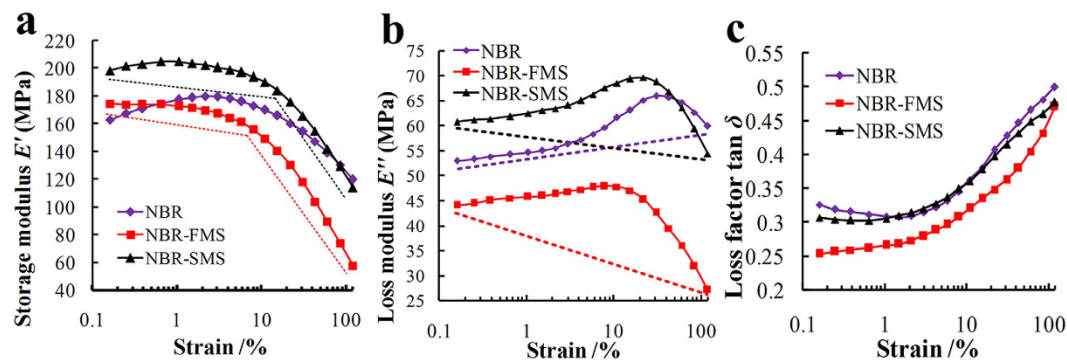 a
Storage modulus E' (MPa)
220
200
180
160
140
120
100
80
60
40
NBR
NBR-FMS
NBR-SMS
0.1
1
10
100
Strain /%
b
Loss modulus E'' (MPa)
75
70
65
60
55
50
45
40
35
30
25
NBR
NBR-FMS
NBR-SMS
0.1
1
10
100
Strain /%
c
Loss factor tan δ
0.55
0.5
0.45
0.4
0.35
0.3
0.25
0.2
NBR
NBR-FMS
NBR-SMS
0.1
1
10
100
Strain /%